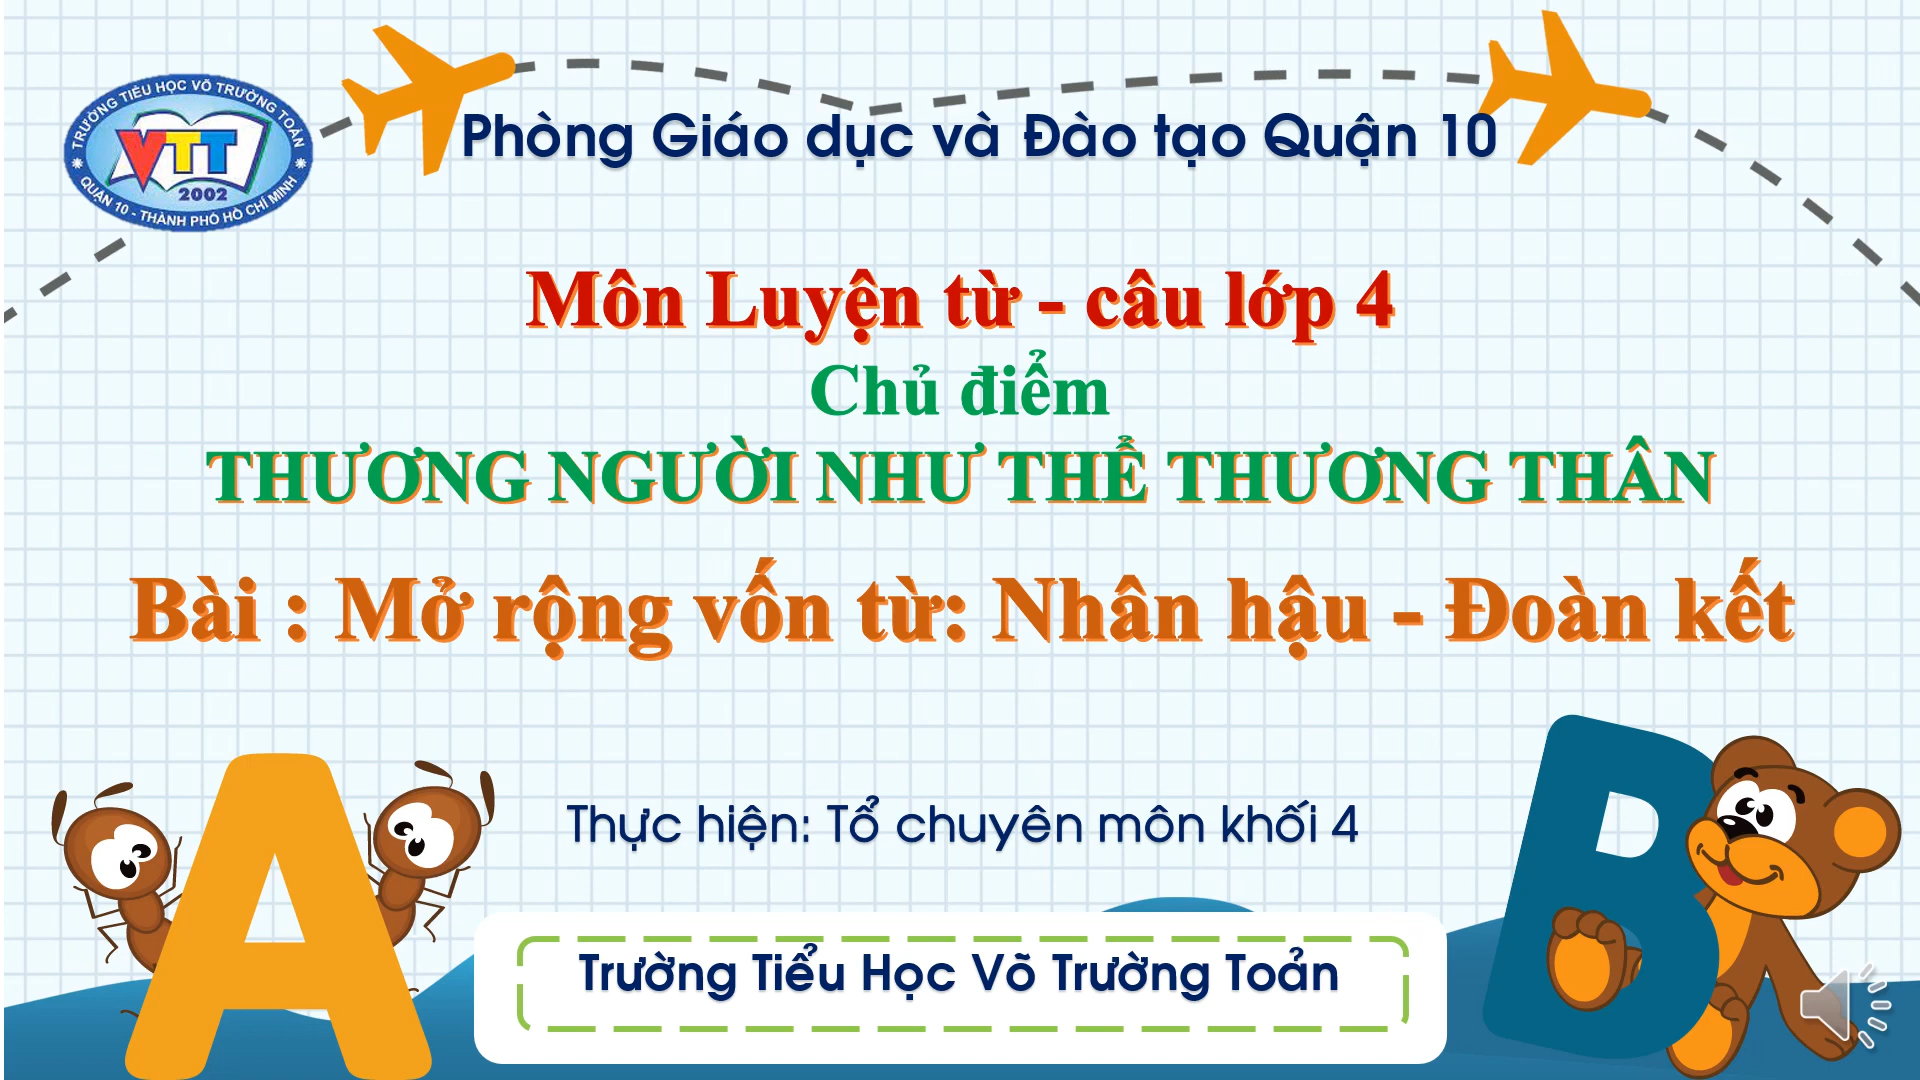 TRƯỜNG TIỂU HỌC VÕ TRƯỜNG TOẢN
VTT
2002
QUẬN 10 - THÀNH PHỐ HỒ CHÍ MINH
Phòng Giáo dục và Đào tạo Quận 10
Môn Luyện từ - câu lớp 4
Chủ điểm
THƯƠNG NGƯỜI NHƯ THỂ THƯƠNG THÂN
Bài : Mở rộng vốn từ: Nhân hậu - Đoàn kết
A
B
Thực hiện: Tổ chuyên môn khối 4
Trường Tiểu Học Võ Trường Toản